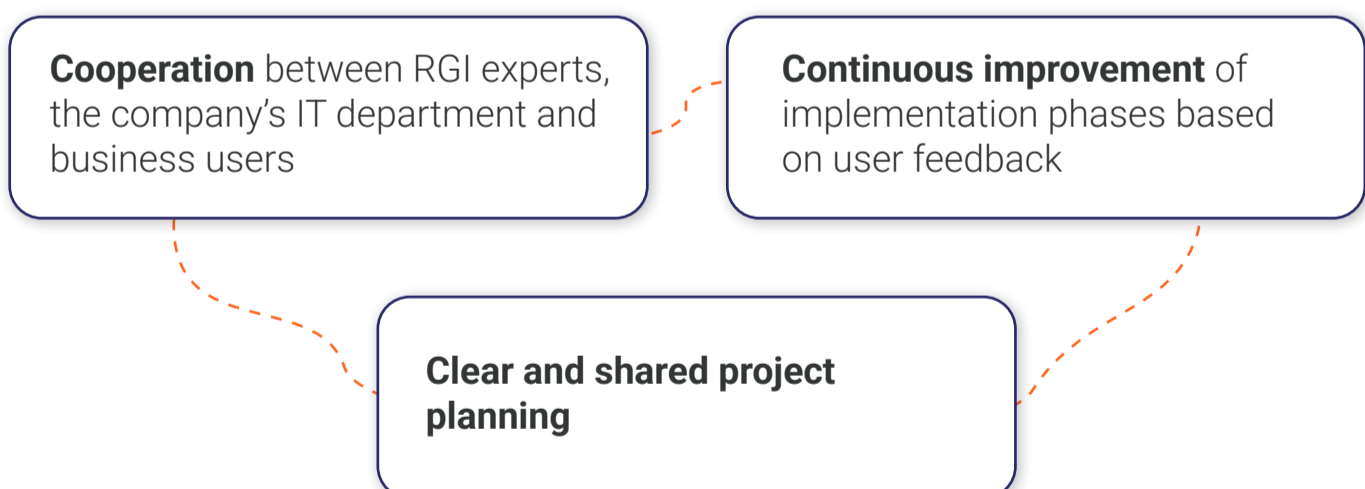 Cooperation between RGI experts,
the company’s IT department and
business users
Continuous improvement of
implementation phases based
on user feedback
Clear and shared project
planning